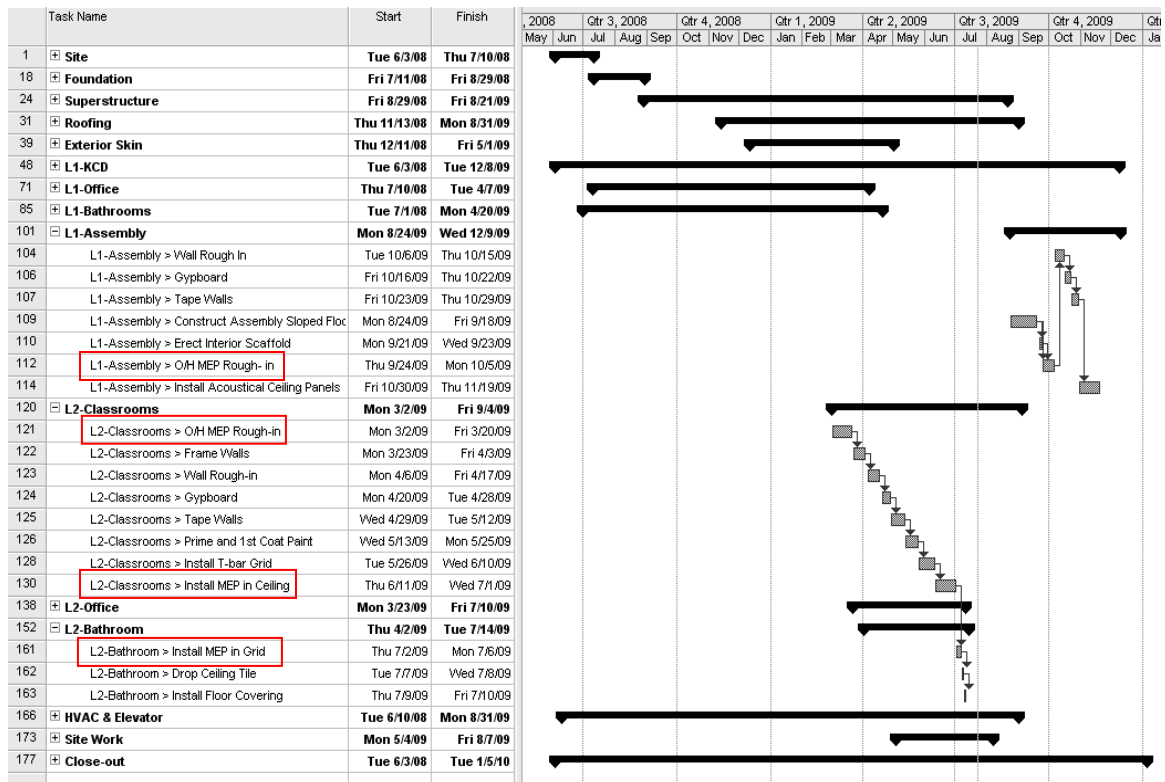 Task Name Start Finish , 2008 Qtr 3, 2008 Qtr 4, 2008 Qtr 1, 2009 Qtr 2, 2009 Qtr 3, 2009 Qtr 4, 2009 Qtr
May Jun Jul Aug Sep Oct Nov Dec Jan Feb Mar Apr May Jun Jul Aug Sep Oct Nov Dec Ja
1 Site Tue 6/3/08 Thu 7/10/08
18 Foundation Fri 7/11/08 Fri 8/29/08
24 Superstructure Fri 8/29/08 Fri 8/21/09
31 Roofing Thu 11/13/08 Mon 8/31/09
39 Exterior Skin Thu 12/11/08 Fri 5/1/09
48 L1-KCD Tue 6/3/08 Tue 12/8/09
71 L1-Office Thu 7/10/08 Tue 4/7/09
85 L1-Bathrooms Tue 7/1/08 Mon 4/20/09
101 L1-Assembly Mon 8/24/09 Wed 12/9/09
104 L1-Assembly > Wall Rough In Tue 10/6/09 Thu 10/15/09
106 L1-Assembly > Gypboard Fri 10/16/09 Thu 10/22/09
107 L1-Assembly > Tape Walls Fri 10/23/09 Thu 10/29/09
109 L1-Assembly > Construct Assembly Sloped Floo Mon 8/24/09 Fri 9/18/09
110 L1-Assembly > Erect Interior Scaffold Mon 9/21/09 Wed 9/23/09
112 L1-Assembly > O/H MEP Rough- in Thu 9/24/09 Mon 10/5/09
114 L1-Assembly > Install Acoustical Ceiling Panels Fri 10/30/09 Thu 11/19/09
120 L2-Classrooms Mon 3/2/09 Fri 9/4/09
121 L2-Classrooms > O/H MEP Rough-in Mon 3/2/09 Fri 3/20/09
122 L2-Classrooms > Frame Walls Mon 3/23/09 Fri 4/3/09
123 L2-Classrooms > Wall Rough-in Mon 4/6/09 Fri 4/17/09
124 L2-Classrooms > Gypboard Mon 4/20/09 Tue 4/28/09
125 L2-Classrooms > Tape Walls Wed 4/29/09 Tue 5/12/09
126 L2-Classrooms > Prime and 1st Coat Paint Wed 5/13/09 Mon 5/25/09
128 L2-Classrooms > Install T-bar Grid Tue 5/26/09 Wed 6/10/09
130 L2-Classrooms > Install MEP in Ceiling Thu 6/11/09 Wed 7/1/09
138 L2-Office Mon 3/23/09 Fri 7/10/09
152 L2-Bathroom Thu 4/2/09 Tue 7/14/09
161 L2-Bathroom > Install MEP in Grid Thu 7/2/09 Mon 7/6/09
162 L2-Bathroom > Drop Ceiling Tile Tue 7/7/09 Wed 7/8/09
163 L2-Bathroom > Install Floor Covering Thu 7/9/09 Fri 7/10/09
166 HVAC & Elevator Tue 6/10/08 Mon 8/31/09
173 Site Work Mon 5/4/09 Fri 8/7/09
177 Close-out Tue 6/3/08 Tue 1/5/10